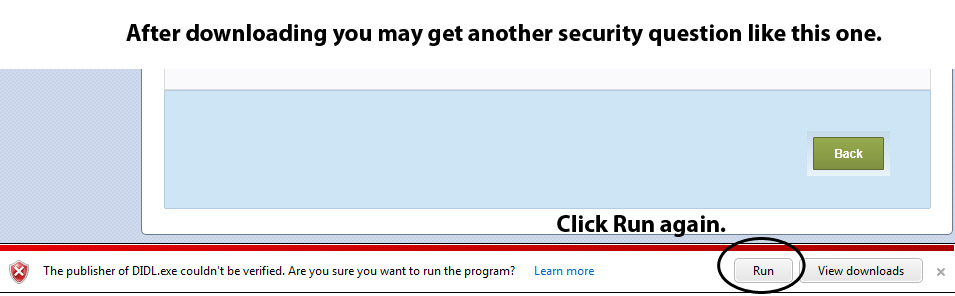 After downloading you may get another security question like this one.
Back
Click Run again.
The publisher of DIDL.exe couldn't be verified. Are you sure you want to run the program? Learn more Run View downloads